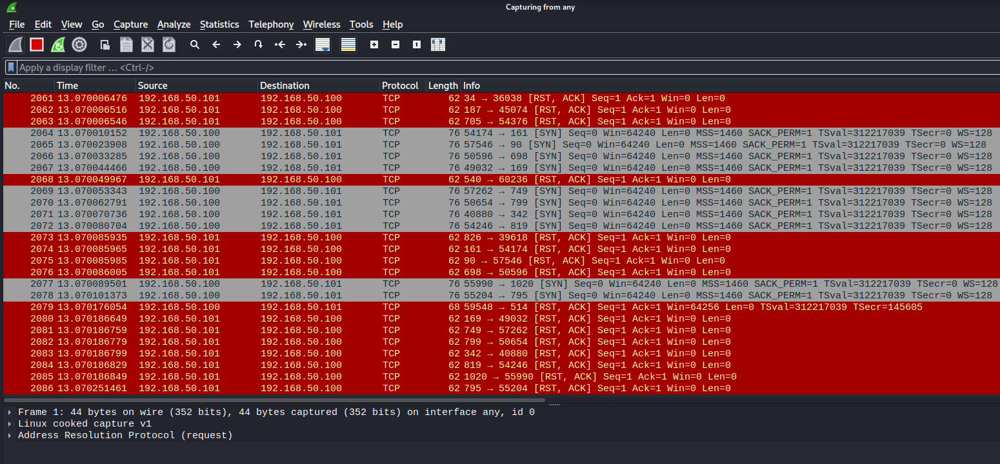 Capturing from any
File Edit View Go Capture Analyze Statistics Telephony Wireless Tools Help
Apply a display filter … <Ctrl-/>
No. Time Source Destination Protocol Length Info
2061 13.070006476 192.168.50.101 192.168.50.100 TCP 62 34 → 36038 [RST, ACK] Seq=1 Ack=1 Win=0 Len=0
2062 13.070006516 192.168.50.101 192.168.50.100 TCP 62 187 → 45074 [RST, ACK] Seq=1 Ack=1 Win=0 Len=0
2063 13.070006546 192.168.50.101 192.168.50.100 TCP 62 705 → 54376 [RST, ACK] Seq=1 Ack=1 Win=0 Len=0
2064 13.070010152 192.168.50.100 192.168.50.101 TCP 76 54174 → 161 [SYN] Seq=0 Win=64240 Len=0 MSS=1460 SACK_PERM=1 TSval=312217039 TSecr=0 WS=128
2065 13.070023908 192.168.50.100 192.168.50.101 TCP 76 57546 → 90 [SYN] Seq=0 Win=64240 Len=0 MSS=1460 SACK_PERM=1 TSval=312217039 TSecr=0 WS=128
2066 13.070033285 192.168.50.100 192.168.50.101 TCP 76 50596 → 698 [SYN] Seq=0 Win=64240 Len=0 MSS=1460 SACK_PERM=1 TSval=312217039 TSecr=0 WS=128
2067 13.070044466 192.168.50.100 192.168.50.101 TCP 76 49032 → 169 [SYN] Seq=0 Win=64240 Len=0 MSS=1460 SACK_PERM=1 TSval=312217039 TSecr=0 WS=128
2068 13.070049967 192.168.50.101 192.168.50.100 TCP 62 540 → 60236 [RST, ACK] Seq=1 Ack=1 Win=0 Len=0
2069 13.070053343 192.168.50.100 192.168.50.101 TCP 76 57262 → 749 [SYN] Seq=0 Win=64240 Len=0 MSS=1460 SACK_PERM=1 TSval=312217039 TSecr=0 WS=128
2070 13.070062791 192.168.50.100 192.168.50.101 TCP 76 50654 → 799 [SYN] Seq=0 Win=64240 Len=0 MSS=1460 SACK_PERM=1 TSval=312217039 TSecr=0 WS=128
2071 13.070070736 192.168.50.100 192.168.50.101 TCP 76 40880 → 342 [SYN] Seq=0 Win=64240 Len=0 MSS=1460 SACK_PERM=1 TSval=312217039 TSecr=0 WS=128
2072 13.070080704 192.168.50.100 192.168.50.101 TCP 76 54246 → 819 [SYN] Seq=0 Win=64240 Len=0 MSS=1460 SACK_PERM=1 TSval=312217039 TSecr=0 WS=128
2073 13.070085935 192.168.50.101 192.168.50.100 TCP 62 826 → 39618 [RST, ACK] Seq=1 Ack=1 Win=0 Len=0
2074 13.070085965 192.168.50.101 192.168.50.100 TCP 62 161 → 54174 [RST, ACK] Seq=1 Ack=1 Win=0 Len=0
2075 13.070085985 192.168.50.101 192.168.50.100 TCP 62 90 → 57546 [RST, ACK] Seq=1 Ack=1 Win=0 Len=0
2076 13.070086005 192.168.50.101 192.168.50.100 TCP 62 698 → 50596 [RST, ACK] Seq=1 Ack=1 Win=0 Len=0
2077 13.070089501 192.168.50.100 192.168.50.101 TCP 76 55990 → 1020 [SYN] Seq=0 Win=64240 Len=0 MSS=1460 SACK_PERM=1 TSval=312217039 TSecr=0 WS=128
2078 13.070101373 192.168.50.100 192.168.50.101 TCP 76 55204 → 795 [SYN] Seq=0 Win=64240 Len=0 MSS=1460 SACK_PERM=1 TSval=312217039 TSecr=0 WS=128
2079 13.070176054 192.168.50.100 192.168.50.101 TCP 68 59548 → 514 [RST, ACK] Seq=1 Ack=1 Win=64256 Len=0 TSval=312217039 TSecr=145605
2080 13.070186649 192.168.50.101 192.168.50.100 TCP 62 169 → 49032 [RST, ACK] Seq=1 Ack=1 Win=0 Len=0
2081 13.070186759 192.168.50.101 192.168.50.100 TCP 62 749 → 57262 [RST, ACK] Seq=1 Ack=1 Win=0 Len=0
2082 13.070186779 192.168.50.101 192.168.50.100 TCP 62 799 → 50654 [RST, ACK] Seq=1 Ack=1 Win=0 Len=0
2083 13.070186799 192.168.50.101 192.168.50.100 TCP 62 342 → 40880 [RST, ACK] Seq=1 Ack=1 Win=0 Len=0
2084 13.070186829 192.168.50.101 192.168.50.100 TCP 62 819 → 54246 [RST, ACK] Seq=1 Ack=1 Win=0 Len=0
2085 13.070186849 192.168.50.101 192.168.50.100 TCP 62 1020 → 55990 [RST, ACK] Seq=1 Ack=1 Win=0 Len=0
2086 13.070251461 192.168.50.101 192.168.50.100 TCP 62 795 → 55204 [RST, ACK] Seq=1 Ack=1 Win=0 Len=0
Frame 1: 44 bytes on wire (352 bits), 44 bytes captured (352 bits) on interface any, id 0
Linux cooked capture v1
Address Resolution Protocol (request)